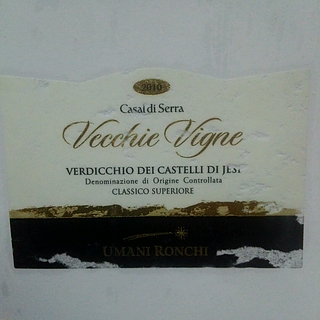 2010
Casal di Serra
Vecchie Vigne
VERDICCHIO DEI CASTELLI DI JESI
Denominazione di Origine Controllata
CLASSICO SUPERIORE
UMANI RONCHI